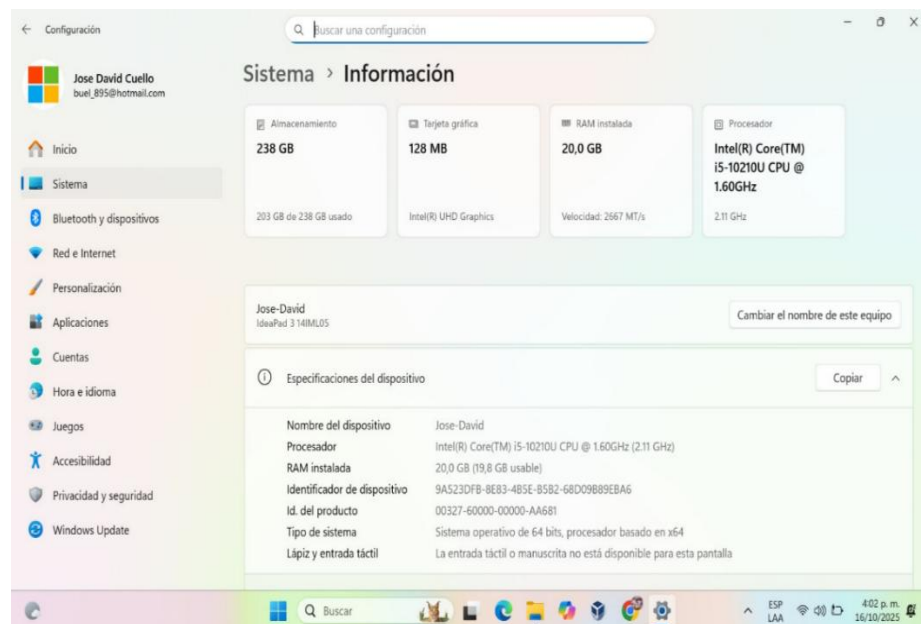 Configuración
Buscar una configuración
Jose David Cuello
buel_895@hotmail.com
Inicio
Sistema
Bluetooth y dispositivos
Red e Internet
Personalización
Aplicaciones
Cuentas
Hora e idioma
Juegos
Accesibilidad
Privacidad y seguridad
Windows Update
Sistema > Información
Almacenamiento
238 GB
203 GB de 238 GB usado
Tarjeta gráfica
128 MB
Intel(R) UHD Graphics
RAM instalada
20,0 GB
Velocidad: 2667 MT/s
Procesador
Intel(R) Core(TM)
i5-10210U CPU @
1.60GHz
2.11 GHz
Jose-David
IdeaPad 3 14IML05
Cambiar el nombre de este equipo
Especificaciones del dispositivo
Copiar
Nombre del dispositivo Jose-David
Procesador Intel(R) Core(TM) i5-10210U CPU @ 1.60GHz (2.11 GHz)
RAM instalada 20,0 GB (19,8 GB usable)
Identificador de dispositivo 9A523DFB-8E83-4B5E-B5B2-68D09B89EBA6
Id. del producto 00327-60000-00000-AA681
Tipo de sistema Sistema operativo de 64 bits, procesador basado en x64
Lápiz y entrada táctil La entrada táctil o manuscrita no está disponible para esta pantalla
Buscar
ESP
LAA
4:02 p. m.
16/10/2025